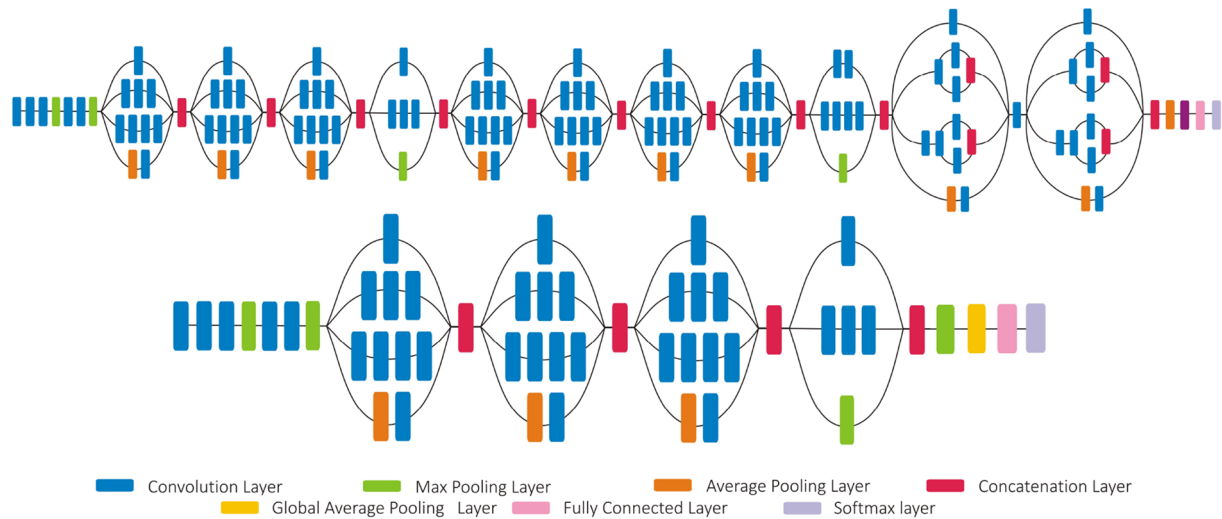 Convolution Layer Max Pooling Layer Average Pooling Layer Concatenation Layer
Global Average Pooling Layer Fully Connected Layer Softmax layer